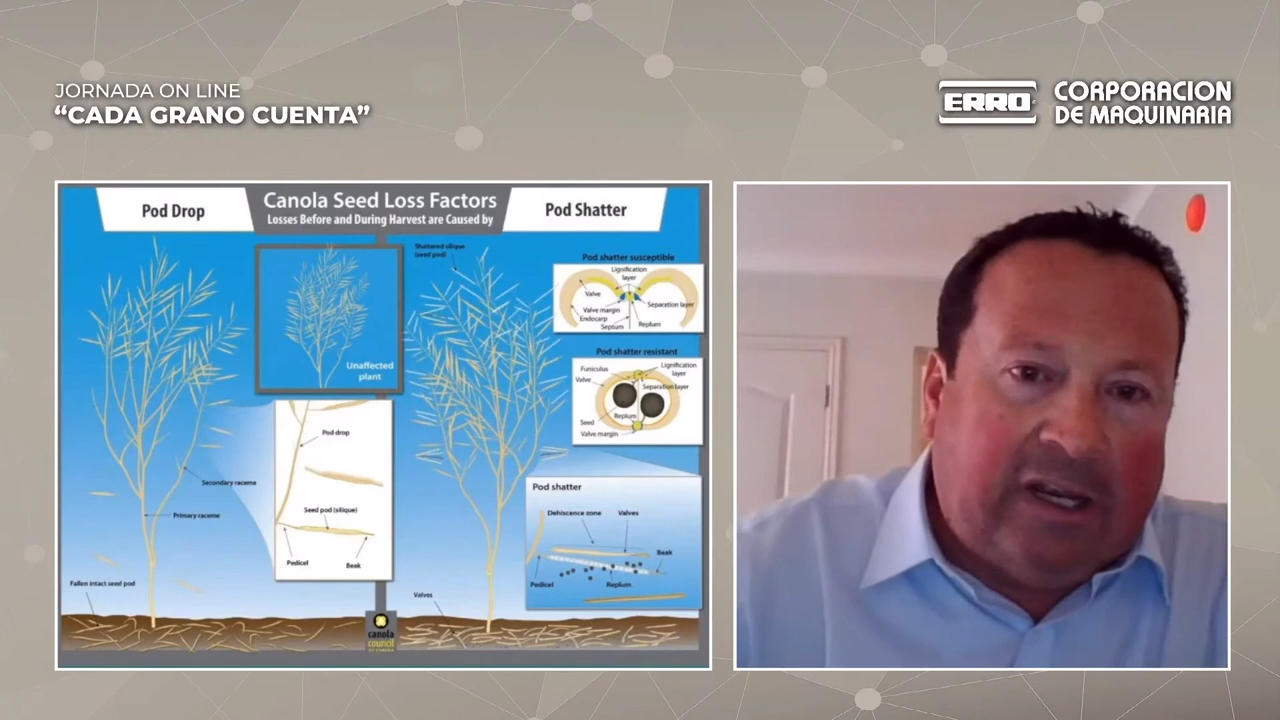 JORNADA ON LINE
“CADA GRANO CUENTA”
ERRO
CORPORACION
DE MAQUINARIA
Pod Drop
Canola Seed Loss Factors
Losses Before and During Harvest are Caused by
Pod Shatter
Unaffected
plant
Pod drop
Seed pod (silique)
Pedicel
Beak
Secondary raceme
Primary raceme
Fallen intact seed pod
Shattered silique
(seed pod)
Pod shatter susceptible
Lignification
layer
Valve
Separation layer
Valve margin
Endocarp
Septum
Replum
Pod shatter resistant
Funiculus
Lignification
layer
Valve
Separation layer
Replum
Seed
Valve margin
Pod shatter
Dehiscence zone
Valves
Beak
Pedicel
Replum
Valves
canola
council